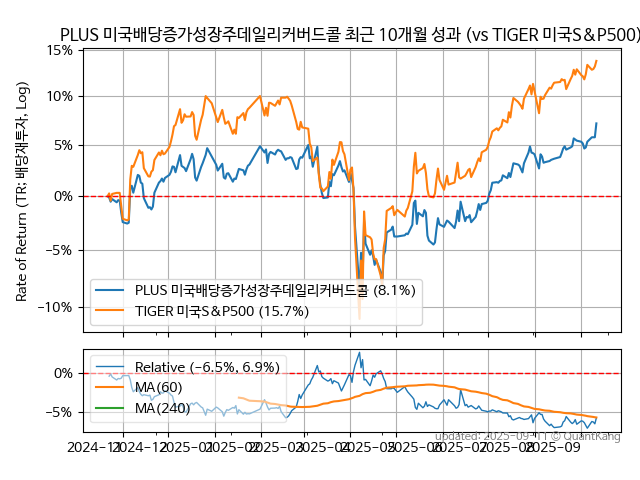 PLUS 미국배당증가성장주데일리커버드콜 최근 10개월 성과 (vs TIGER 미국S&P500)
Rate of Return (TR: 배당재투자, Log)
15%
10%
5%
0%
−5%
−10%
PLUS 미국배당증가성장주데일리커버드콜 (8.1%)
TIGER 미국S&P500 (15.7%)
0%
−5%
Relative (−6.5%, 6.9%)
MA(60)
MA(240)
updated: 2025-09-11 © QuantKang
2024-11 2024-12 2025-01 2025-02 2025-03 2025-04 2025-05 2025-06 2025-07 2025-08 2025-09